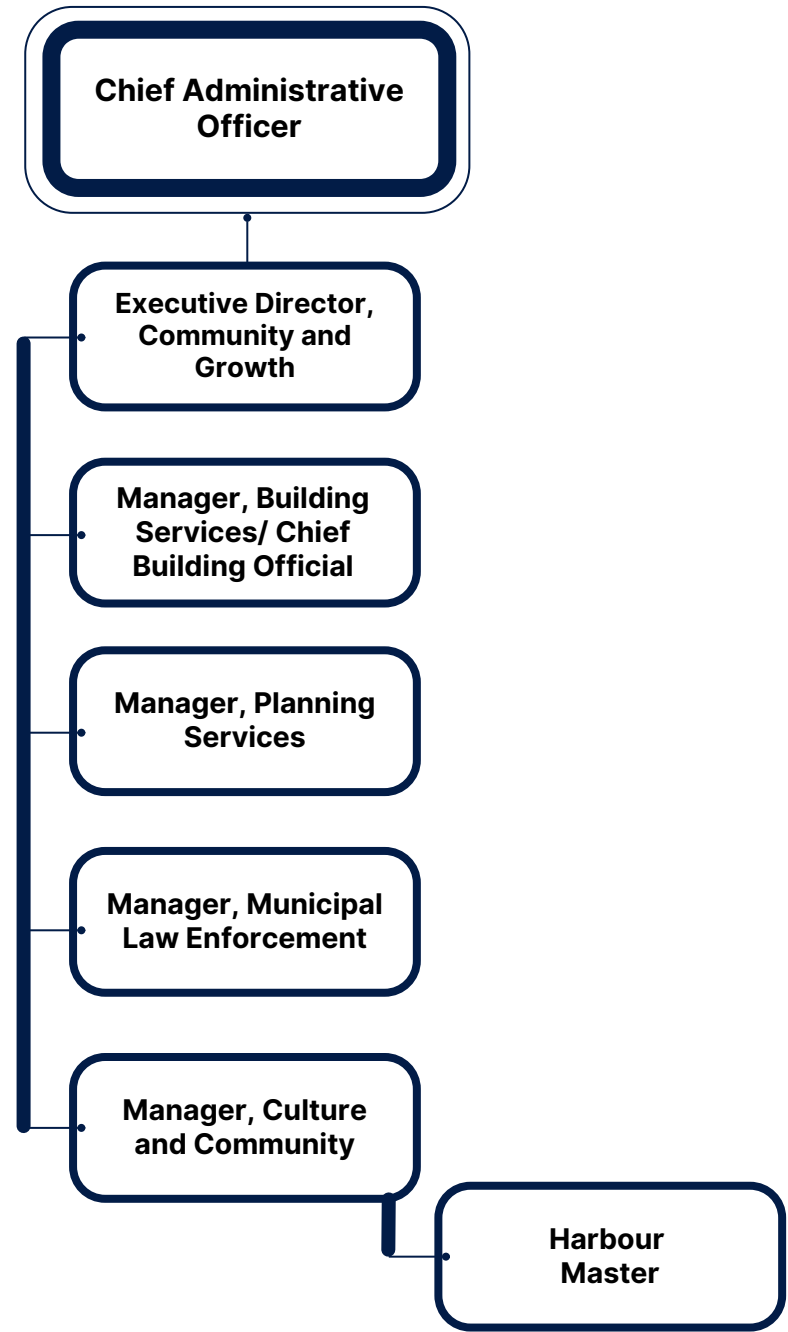 Chief Administrative
Officer
Executive Director,
Community and
Growth
Manager, Building
Services/ Chief
Building Official
Manager, Planning
Services
Manager, Municipal
Law Enforcement
Manager, Culture
and Community
Harbour
Master